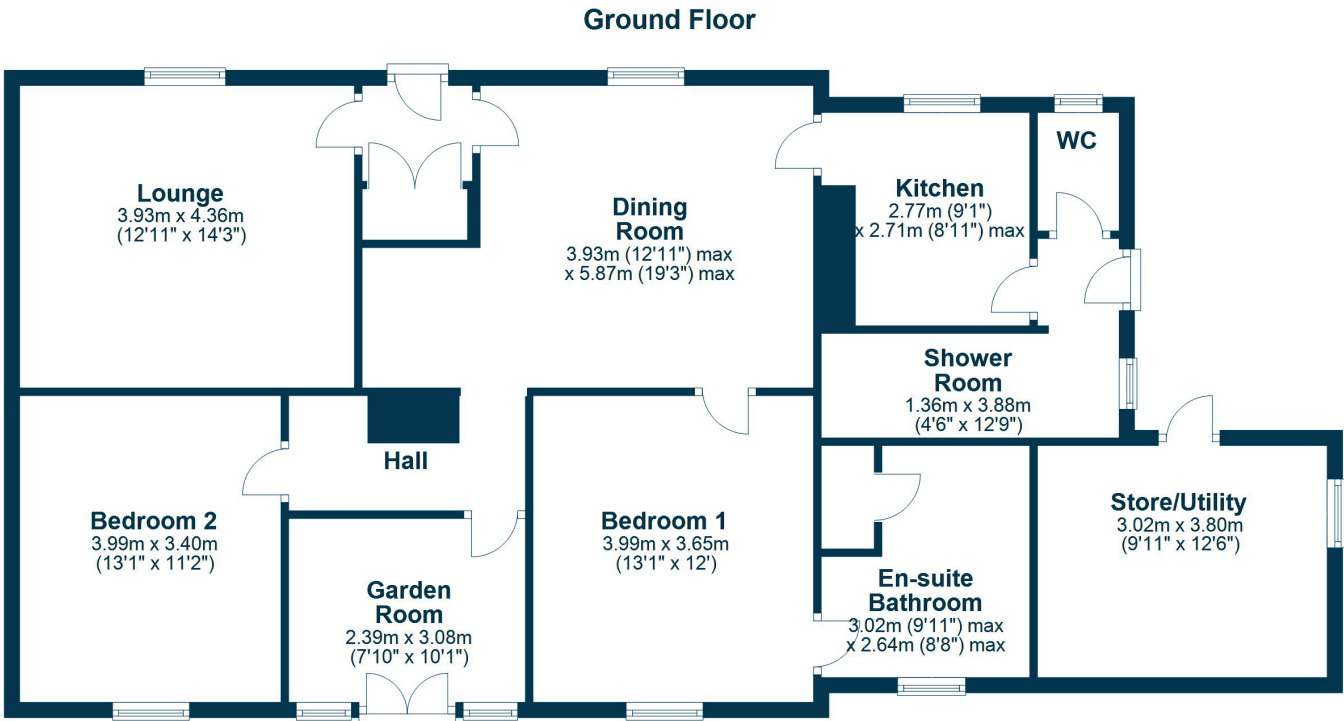 Ground Floor
Lounge
3.93m x 4.36m
(12'11" x 14'3")
Dining
Room
3.93m (12'11") max
x 5.87m (19'3") max
Kitchen
2.77m (9'1")
x 2.71m (8'11") max
WC
Shower
Room
1.36m x 3.88m
(4'6" x 12'9")
Hall
Bedroom 2
3.99m x 3.40m
(13'1" x 11'2")
Garden
Room
2.39m x 3.08m
(7'10" x 10'1")
Bedroom 1
3.99m x 3.65m
(13'1" x 12')
En-suite
Bathroom
3.02m (9'11") max
x 2.64m (8'8") max
Store/Utility
3.02m x 3.80m
(9'11" x 12'6")